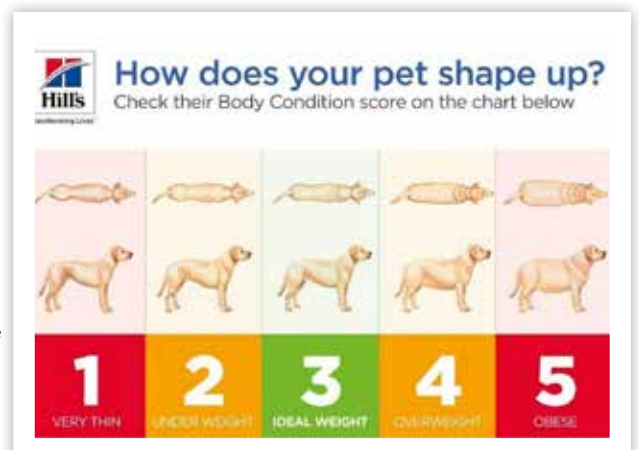 Hill's
How does your pet shape up?
Check their Body Condition score on the chart below
1
VERY THIN
2
UNDER WEIGHT
3
IDEAL WEIGHT
4
OVERWEIGHT
5
OBESE